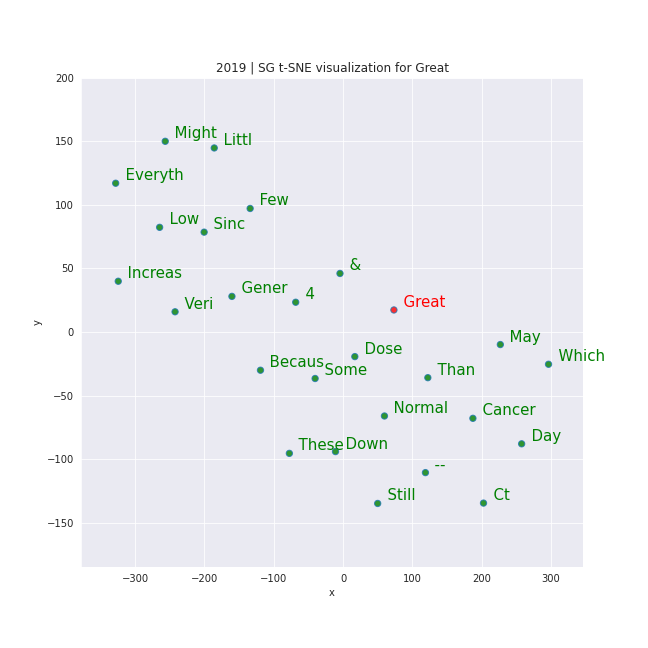 2019 | SG t-SNE visualization for Great
200
150
100
50
0
−50
−100
−150
y
Might
Littl
Everyth
Few
Low
Sinc
&
Increas
Gener
4
Veri
Great
May
Dose
Which
Becaus
Some
Than
Normal
Cancer
Day
These
Down
--
Still
Ct
−300
−200
−100
0
100
200
300
x